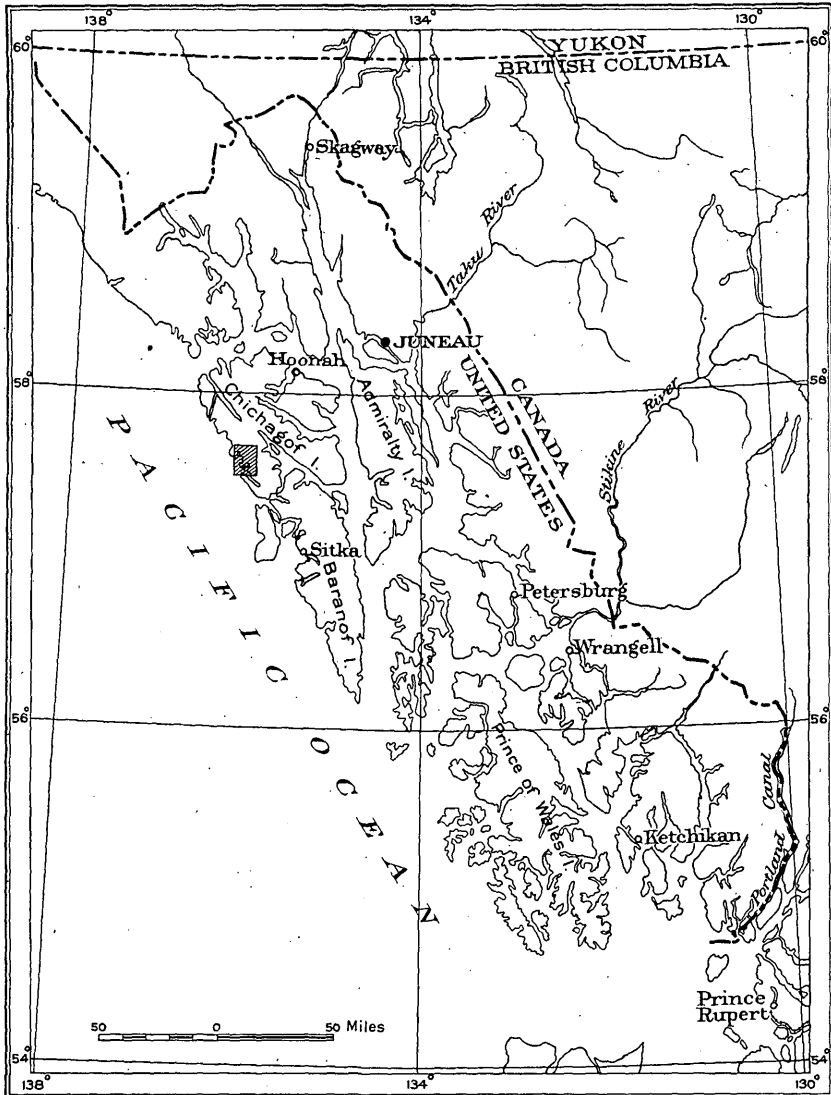 138°
134°
130°
60°
60°
YUKON
BRITISH COLUMBIA
Skagway
Taku River
JUNEAU
Hoonah
58°
58°
Chichagof I.
Admiralty I.
CANADA
UNITED STATES
Stikine River
PACIFIC OCEAN
Sitka
Baranof I.
Petersburg
Wrangell
56°
56°
Prince of Wales I.
Ketchikan
Portland Canal
Prince
Rupert
50 0 50 Miles
54°
54°
138°
134°
130°